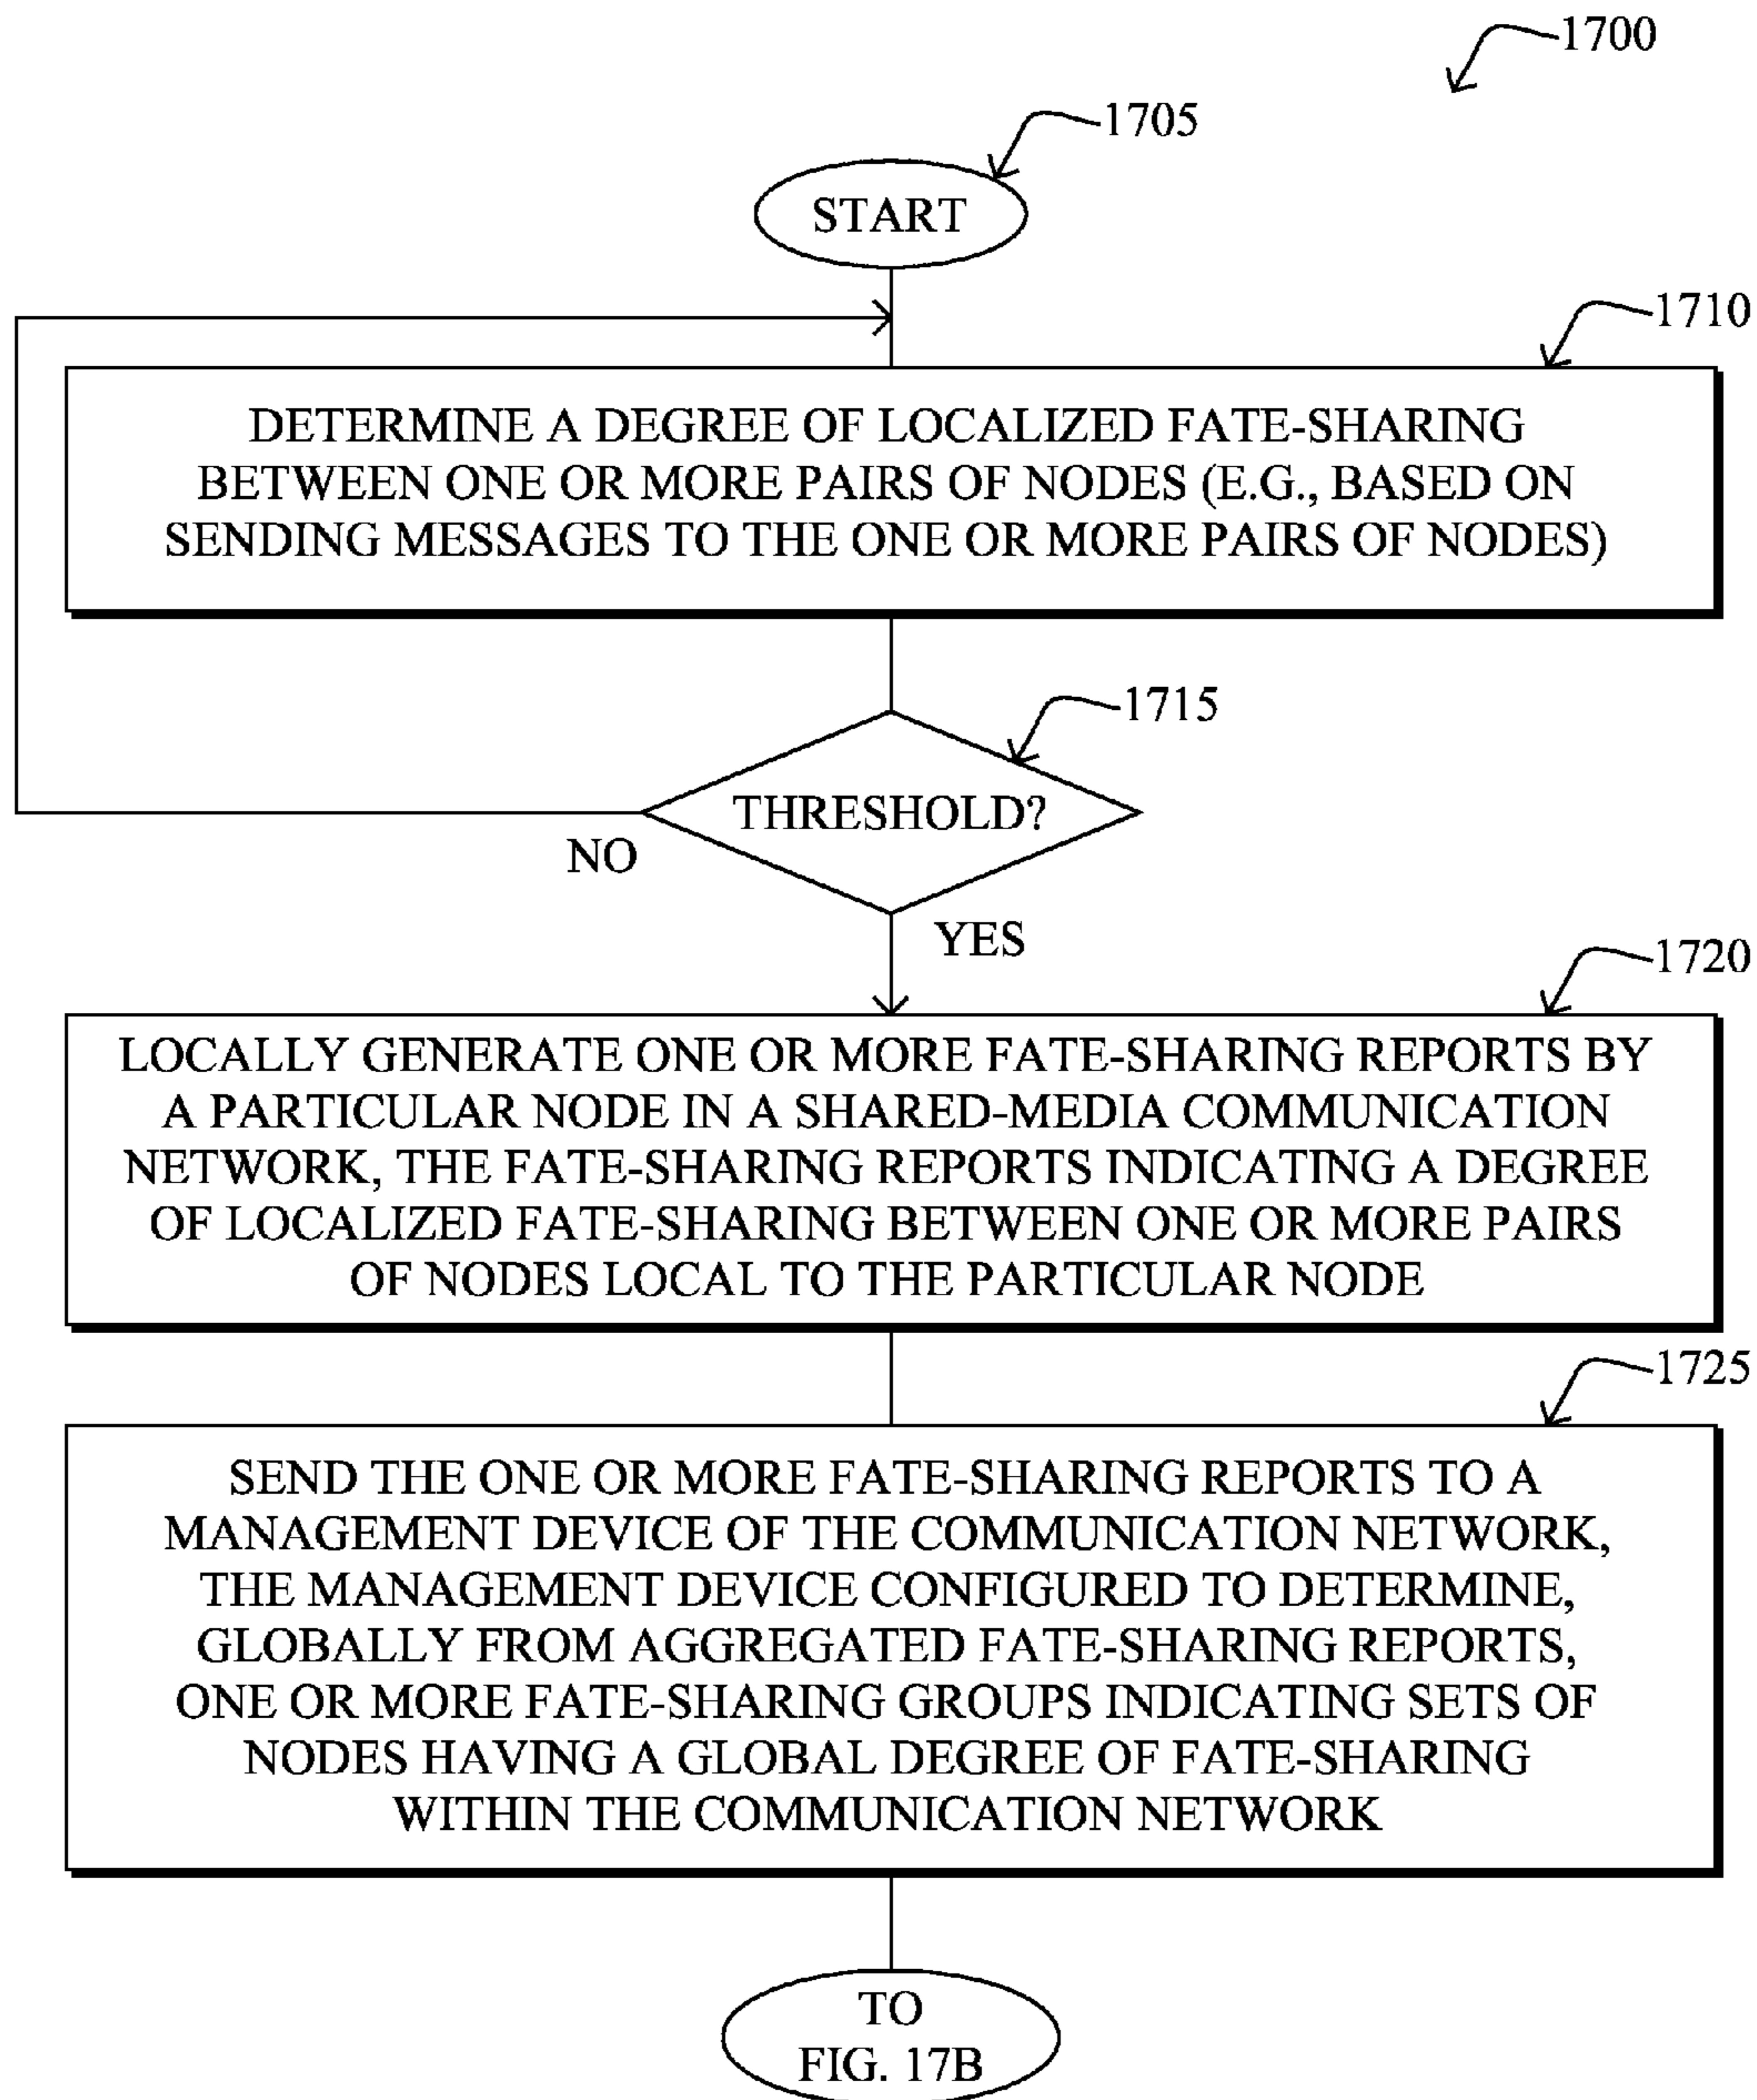 1700
1705
START
1710
DETERMINE A DEGREE OF LOCALIZED FATE-SHARING
BETWEEN ONE OR MORE PAIRS OF NODES (E.G., BASED ON
SENDING MESSAGES TO THE ONE OR MORE PAIRS OF NODES)
1715
THRESHOLD?
NO
YES
1720
LOCALLY GENERATE ONE OR MORE FATE-SHARING REPORTS BY
A PARTICULAR NODE IN A SHARED-MEDIA COMMUNICATION
NETWORK, THE FATE-SHARING REPORTS INDICATING A DEGREE
OF LOCALIZED FATE-SHARING BETWEEN ONE OR MORE PAIRS
OF NODES LOCAL TO THE PARTICULAR NODE
1725
SEND THE ONE OR MORE FATE-SHARING REPORTS TO A
MANAGEMENT DEVICE OF THE COMMUNICATION NETWORK,
THE MANAGEMENT DEVICE CONFIGURED TO DETERMINE,
GLOBALLY FROM AGGREGATED FATE-SHARING REPORTS,
ONE OR MORE FATE-SHARING GROUPS INDICATING SETS OF
NODES HAVING A GLOBAL DEGREE OF FATE-SHARING
WITHIN THE COMMUNICATION NETWORK
TO
FIG. 17B